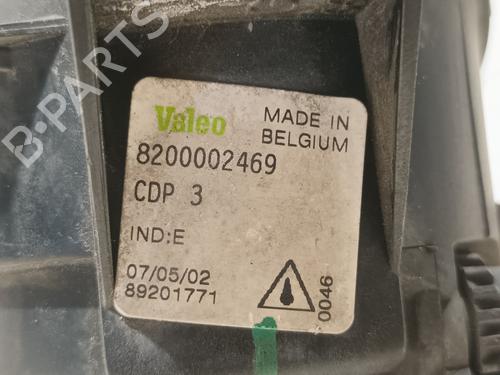 B-PARTS
Valeo
MADE IN
BELGIUM
8200002469
CDP 3
IND:E
07/05/02
89201771
0046